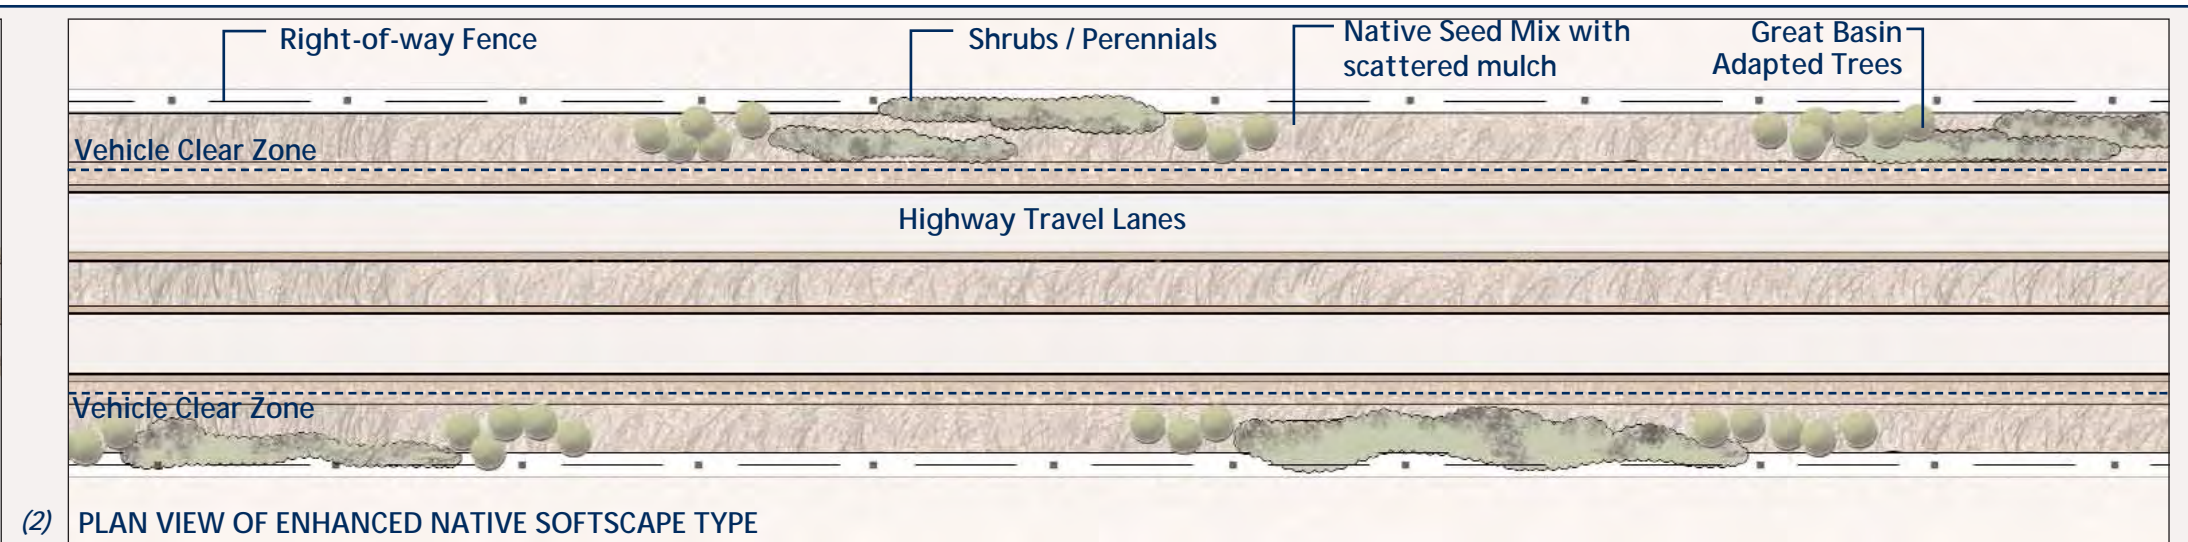 Right-of-way Fence
Shrubs / Perennials
Native Seed Mix with
scattered mulch
Great Basin
Adapted Trees
Vehicle Clear Zone
Highway Travel Lanes
Vehicle Clear Zone
(2) PLAN VIEW OF ENHANCED NATIVE SOFTSCAPE TYPE